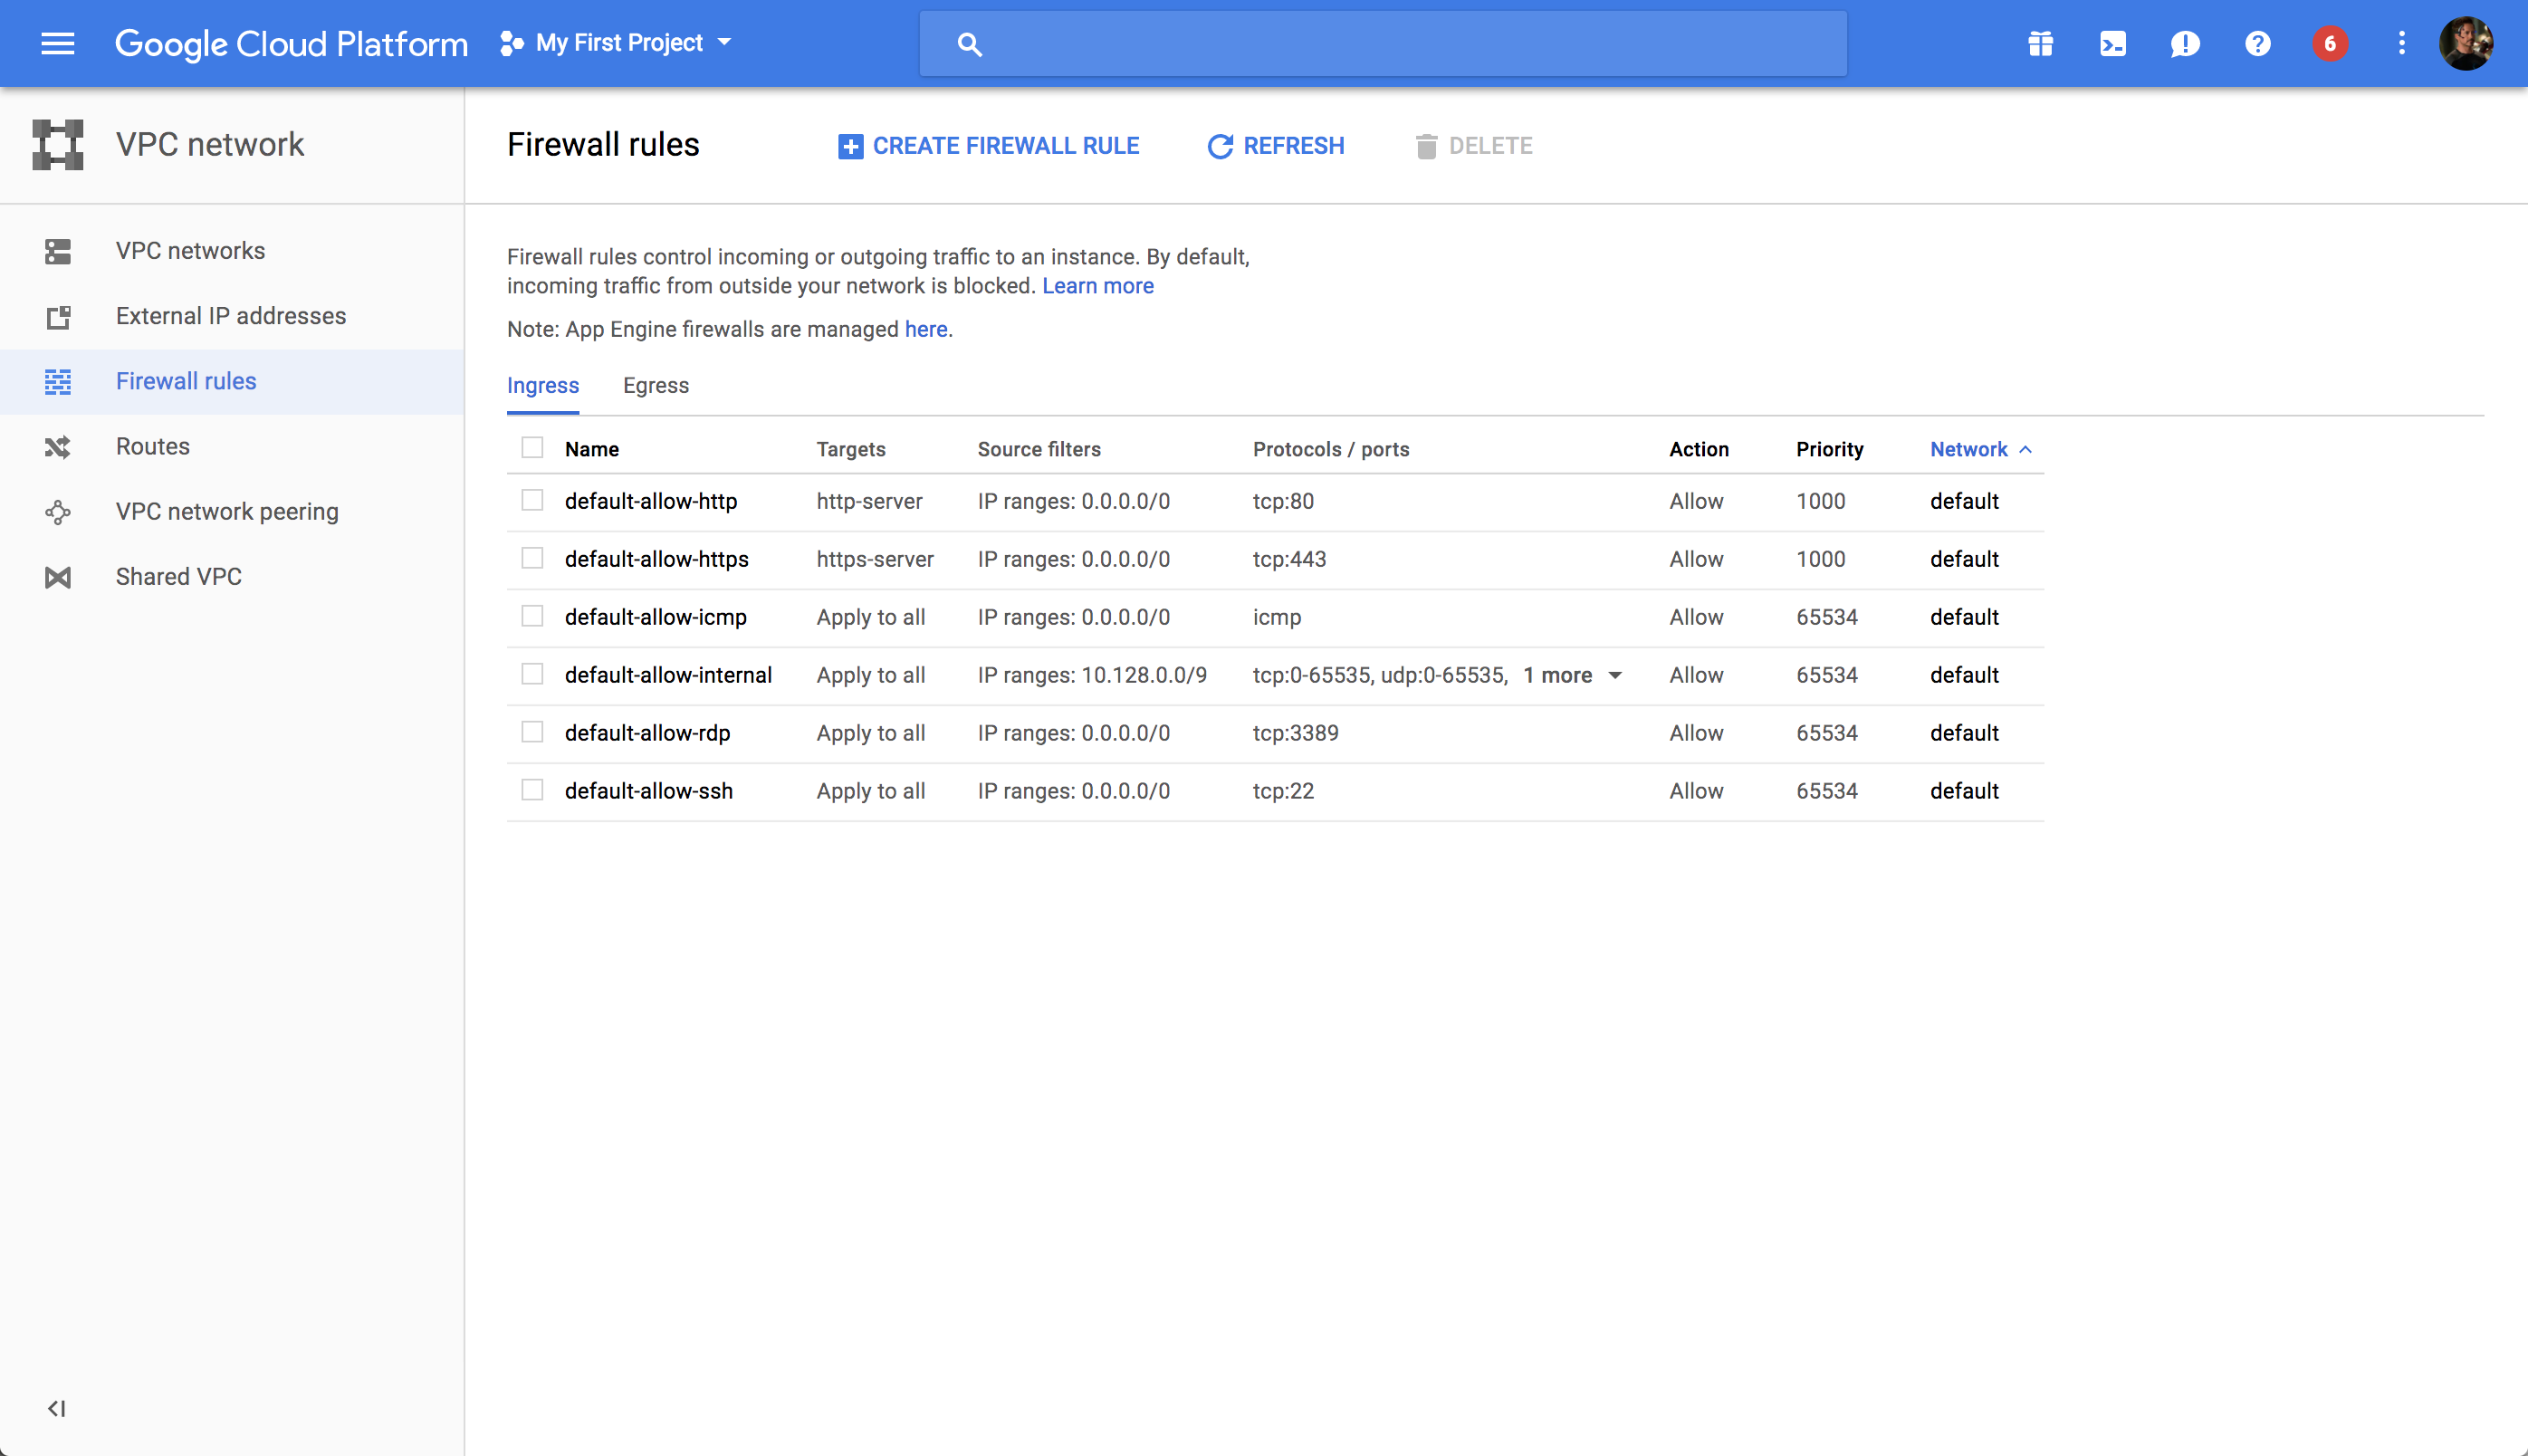 Google Cloud Platform My First Project 6
VPC network
VPC networks
External IP addresses
Firewall rules
Routes
VPC network peering
Shared VPC
Firewall rules CREATE FIREWALL RULE REFRESH DELETE
Firewall rules control incoming or outgoing traffic to an instance. By default,
incoming traffic from outside your network is blocked. Learn more
Note: App Engine firewalls are managed here.
Ingress Egress
Name Targets Source filters Protocols / ports Action Priority Network
default-allow-http http-server IP ranges: 0.0.0.0/0 tcp:80 Allow 1000 default
default-allow-https https-server IP ranges: 0.0.0.0/0 tcp:443 Allow 1000 default
default-allow-icmp Apply to all IP ranges: 0.0.0.0/0 icmp Allow 65534 default
default-allow-internal Apply to all IP ranges: 10.128.0.0/9 tcp:0-65535, udp:0-65535, 1 more Allow 65534 default
default-allow-rdp Apply to all IP ranges: 0.0.0.0/0 tcp:3389 Allow 65534 default
default-allow-ssh Apply to all IP ranges: 0.0.0.0/0 tcp:22 Allow 65534 default